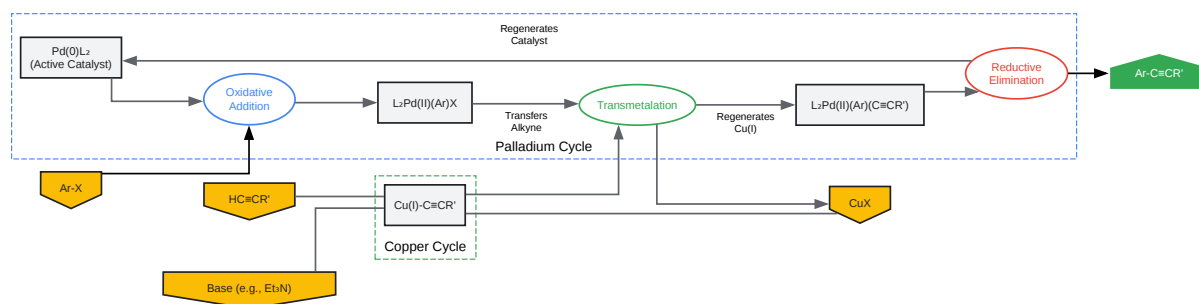 Regenerates
Catalyst
Pd(0)L₂
(Active Catalyst)
Reductive
Elimination
Ar-C≡CR'
Oxidative
Addition
L₂Pd(II)(Ar)X
Transfers
Alkyne
Transmetalation
Regenerates
Cu(I)
L₂Pd(II)(Ar)(C≡CR')
Palladium Cycle
Ar-X
HC≡CR'
Cu(I)-C≡CR'
CuX
Copper Cycle
Base (e.g., Et₃N)